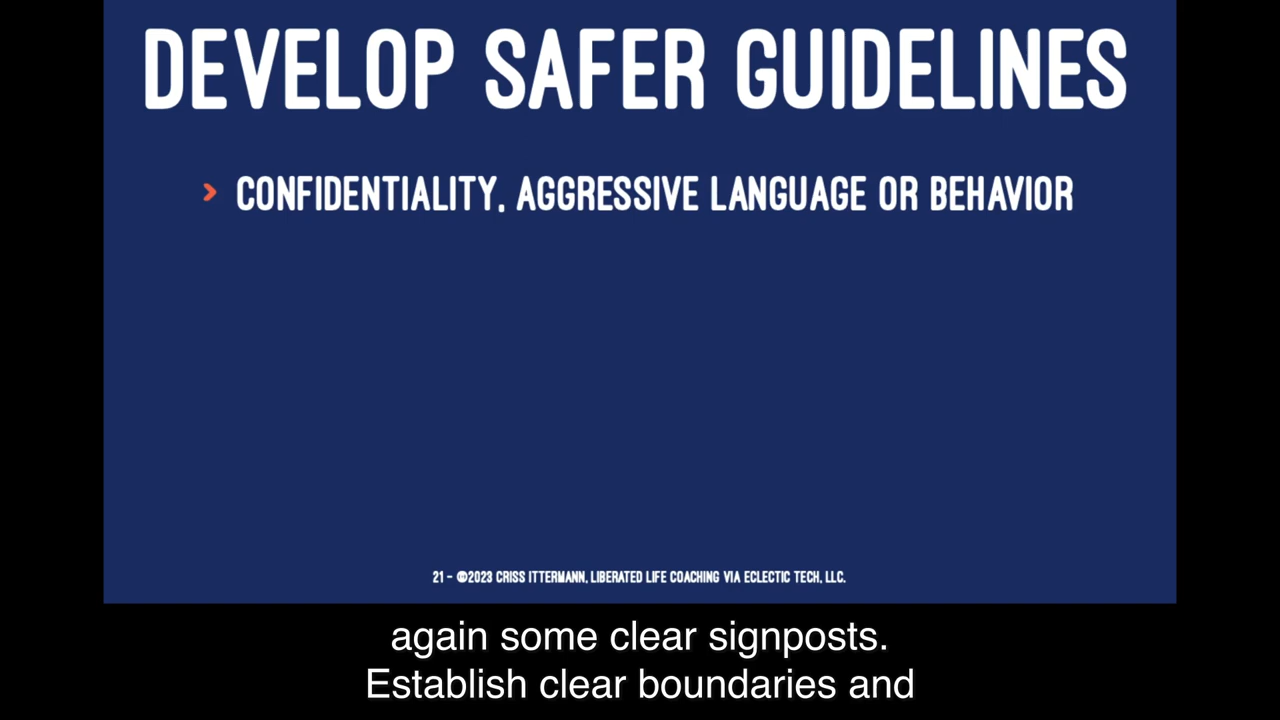 DEVELOP SAFER GUIDELINES
› CONFIDENTIALITY, AGGRESSIVE LANGUAGE OR BEHAVIOR
21 - ©2023 CRISS ITTERMANN, LIBERATED LIFE COACHING VIA ECLECTIC TECH, LLC.
again some clear signposts.
Establish clear boundaries and